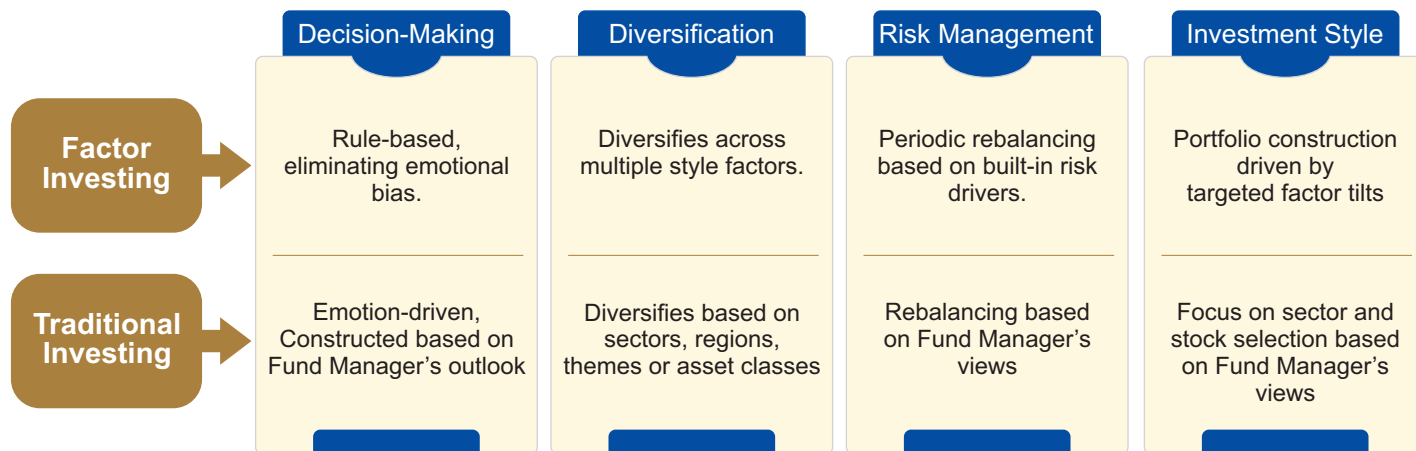 Decision-Making
Diversification
Risk Management
Investment Style
Factor
Investing
Rule-based,
eliminating emotional
bias.
Diversifies across
multiple style factors.
Periodic rebalancing
based on built-in risk
drivers.
Portfolio construction
driven by
targeted factor tilts
Traditional
Investing
Emotion-driven,
Constructed based on
Fund Manager’s outlook
Diversifies based on
sectors, regions,
themes or asset classes
Rebalancing based
on Fund Manager’s
views
Focus on sector and
stock selection based
on Fund Manager’s
views